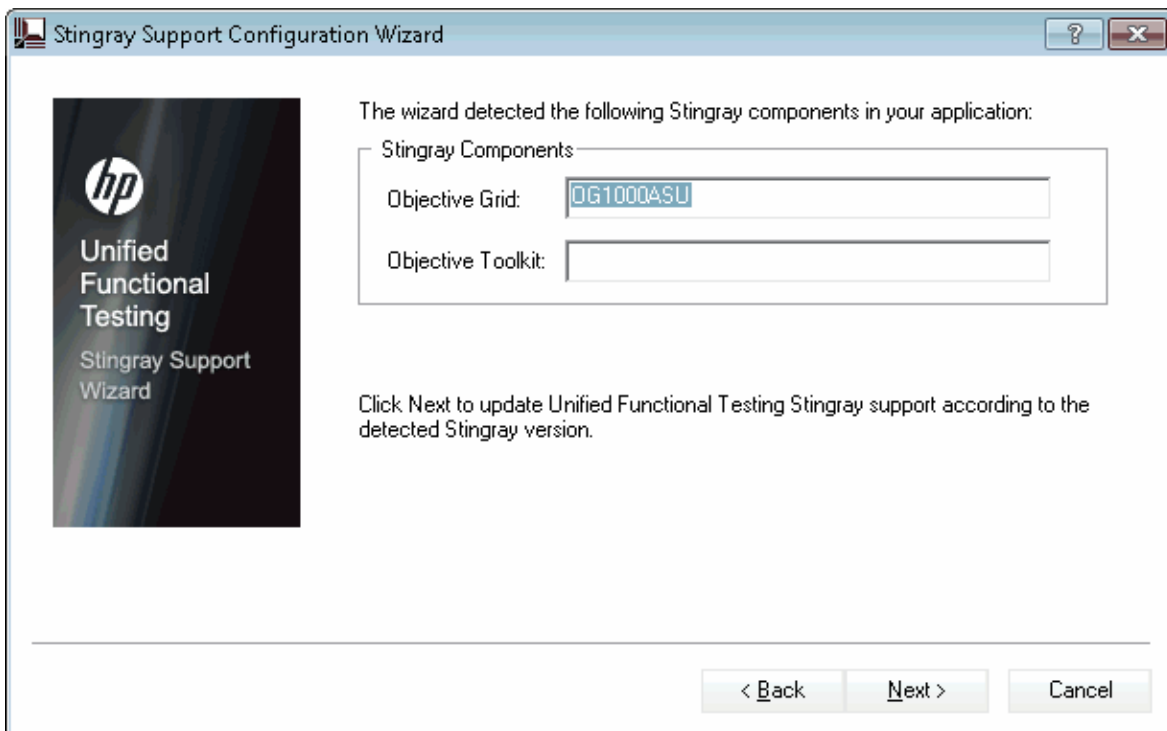 Stingray Support Configuration Wizard
?
hp
Unified
Functional
Testing
Stingray Support
Wizard
The wizard detected the following Stingray components in your application:
Stingray Components
Objective Grid:
OG1000ASU
Objective Toolkit:
Click Next to update Unified Functional Testing Stingray support according to the
detected Stingray version.
< Back
Next >
Cancel